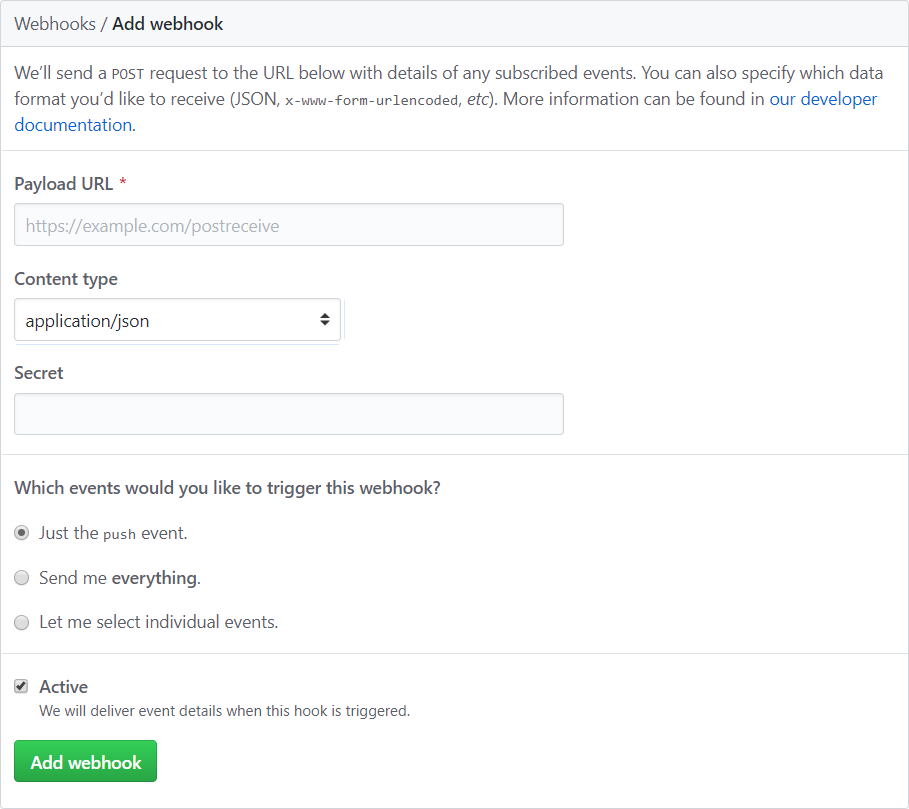 Webhooks / Add webhook
We’ll send a POST request to the URL below with details of any subscribed events. You can also specify which data
format you’d like to receive (JSON, x-www-form-urlencoded, etc). More information can be found in our developer
documentation.
Payload URL *
https://example.com/postreceive
Content type
application/json
Secret
Which events would you like to trigger this webhook?
Just the push event.
Send me everything.
Let me select individual events.
Active
We will deliver event details when this hook is triggered.
Add webhook